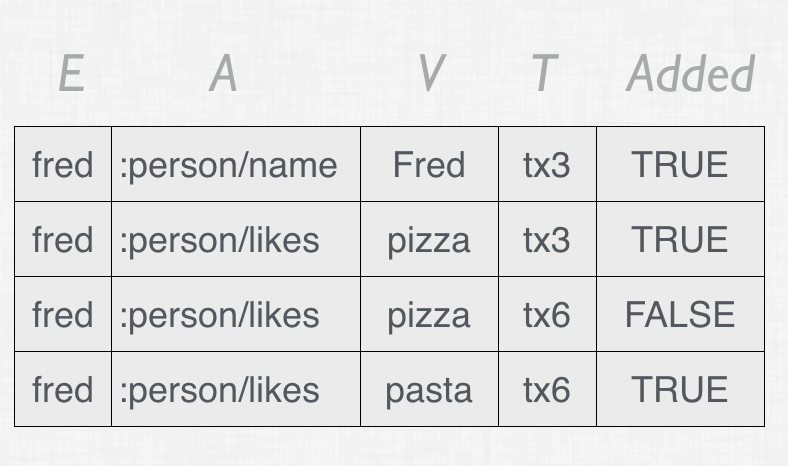 E A V T Added
fred :person/name Fred tx3 TRUE
fred :person/likes pizza tx3 TRUE
fred :person/likes pizza tx6 FALSE
fred :person/likes pasta tx6 TRUE